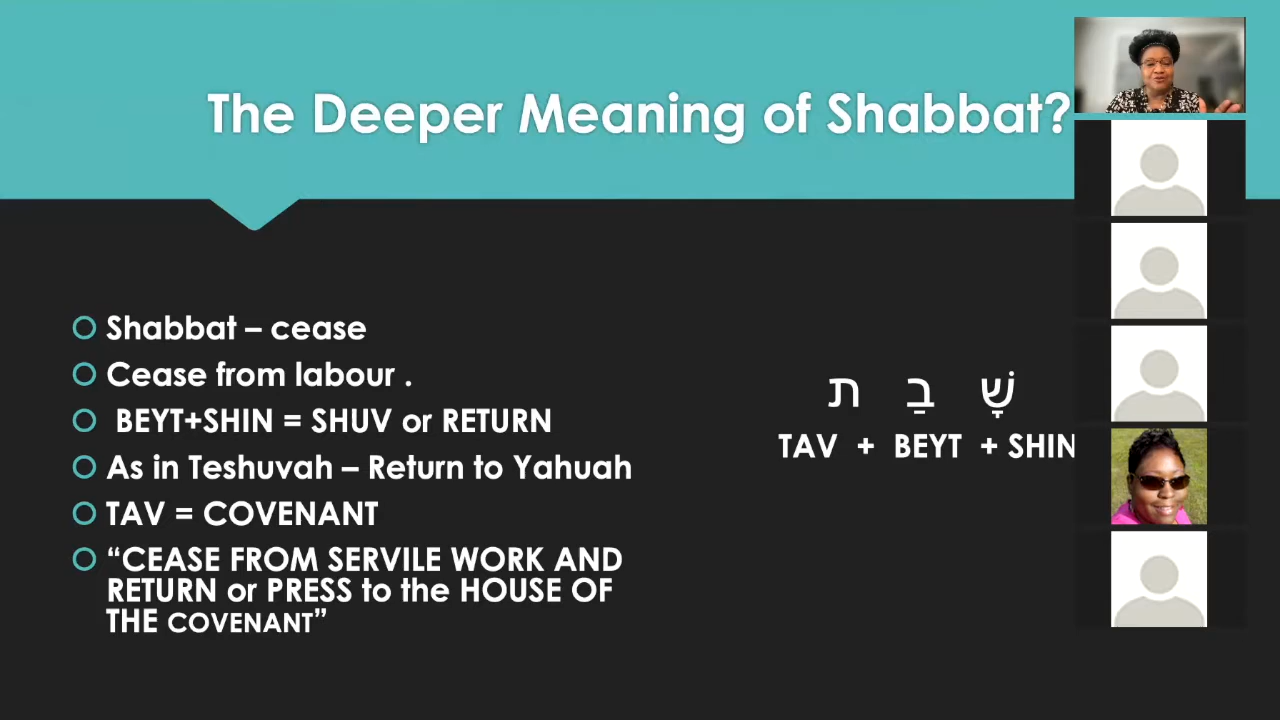 The Deeper Meaning of Shabbat?
Shabbat – cease
Cease from labour .
BEYT+SHIN = SHUV or RETURN
As in Teshuvah – Return to Yahuah
TAV = COVENANT
“CEASE FROM SERVILE WORK AND
RETURN or PRESS to the HOUSE OF
THE COVENANT”
שָׁ בַ ת
TAV + BEYT + SHIN